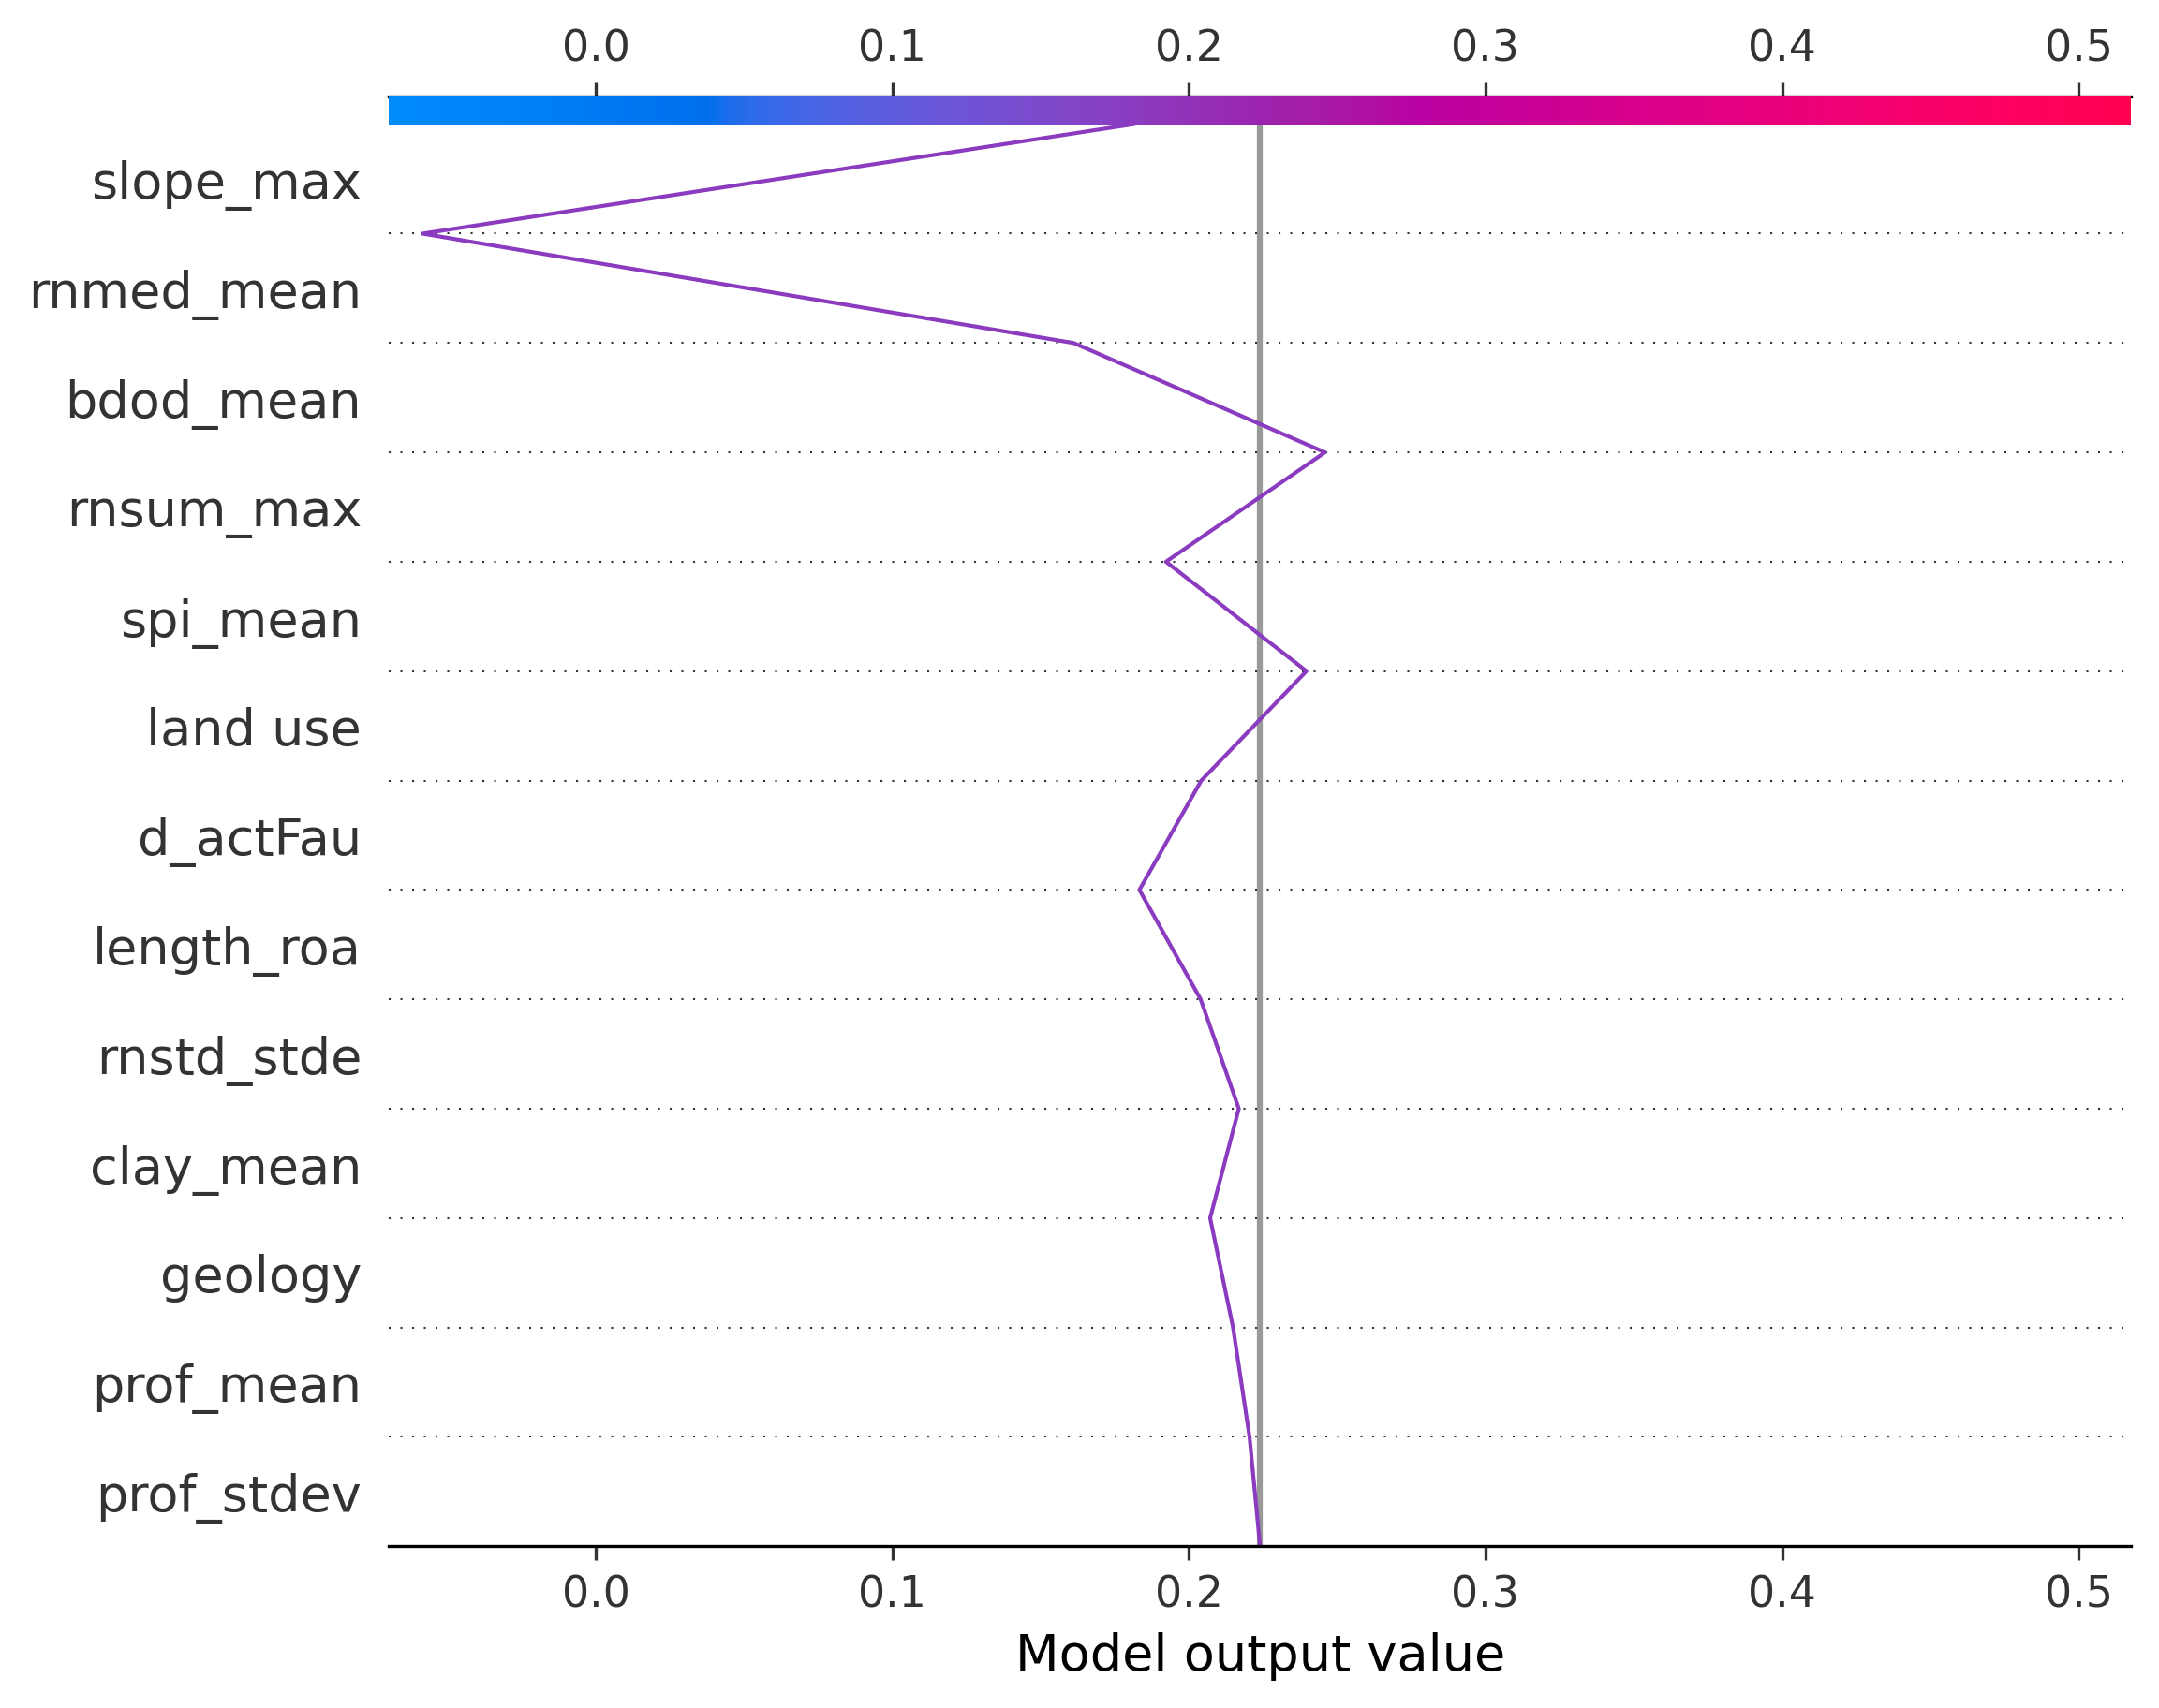 0.0 0.1 0.2 0.3 0.4 0.5
slope_max
rnmed_mean
bdod_mean
rnsum_max
spi_mean
land use
d_actFau
length_roa
rnstd_stde
clay_mean
geology
prof_mean
prof_stdev
0.0 0.1 0.2 0.3 0.4 0.5
Model output value